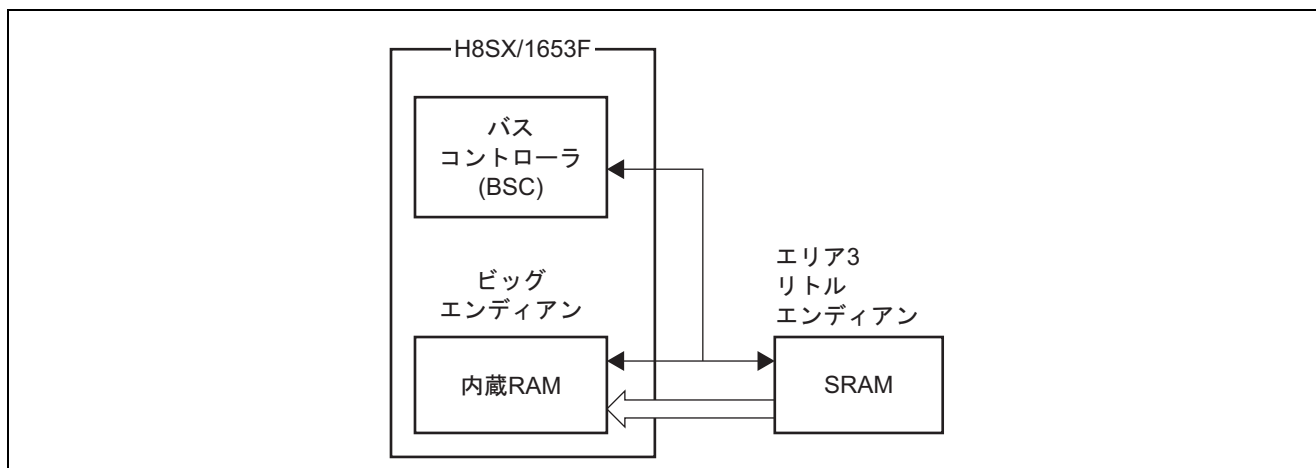 H8SX/1653F
バス
コントローラ
(BSC)
ビッグ
エンディアン
エリア3
リトル
エンディアン
内蔵RAM
SRAM